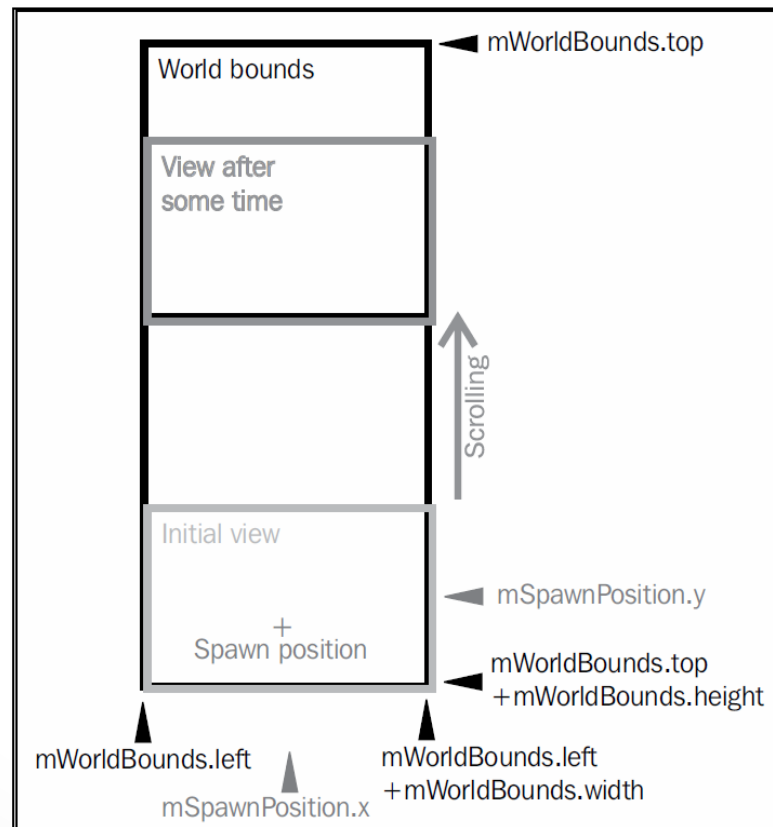 mWorldBounds.top
World bounds
View after
some time
Scrolling
Initial view
mSpawnPosition.y
+
Spawn position
mWorldBounds.top
+mWorldBounds.height
mWorldBounds.left
mWorldBounds.left
+mWorldBounds.width
mSpawnPosition.x